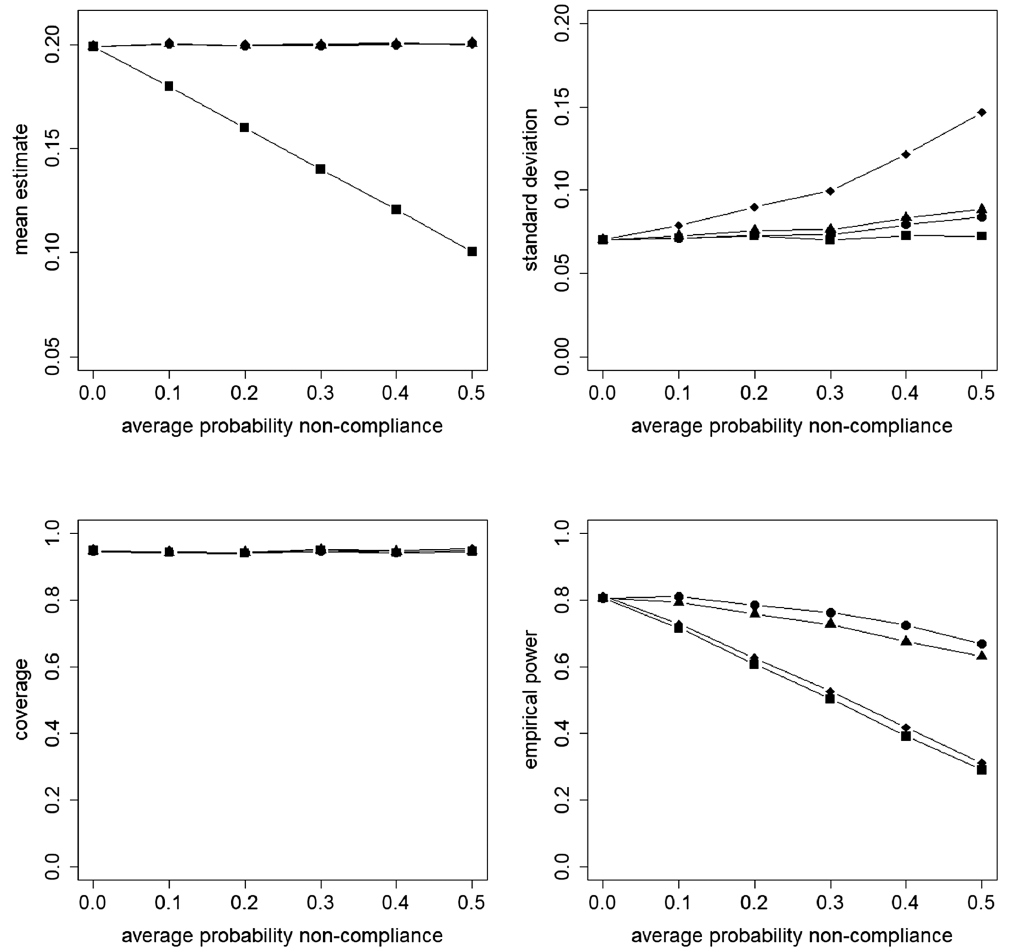 mean estimate
0.20
0.15
0.10
0.05
0.0 0.1 0.2 0.3 0.4 0.5
average probability non-compliance
standard deviation
0.20
0.15
0.10
0.05
0.00
0.0 0.1 0.2 0.3 0.4 0.5
average probability non-compliance
coverage
1.0
0.8
0.6
0.4
0.2
0.0
0.0 0.1 0.2 0.3 0.4 0.5
average probability non-compliance
empirical power
1.0
0.8
0.6
0.4
0.2
0.0
0.0 0.1 0.2 0.3 0.4 0.5
average probability non-compliance